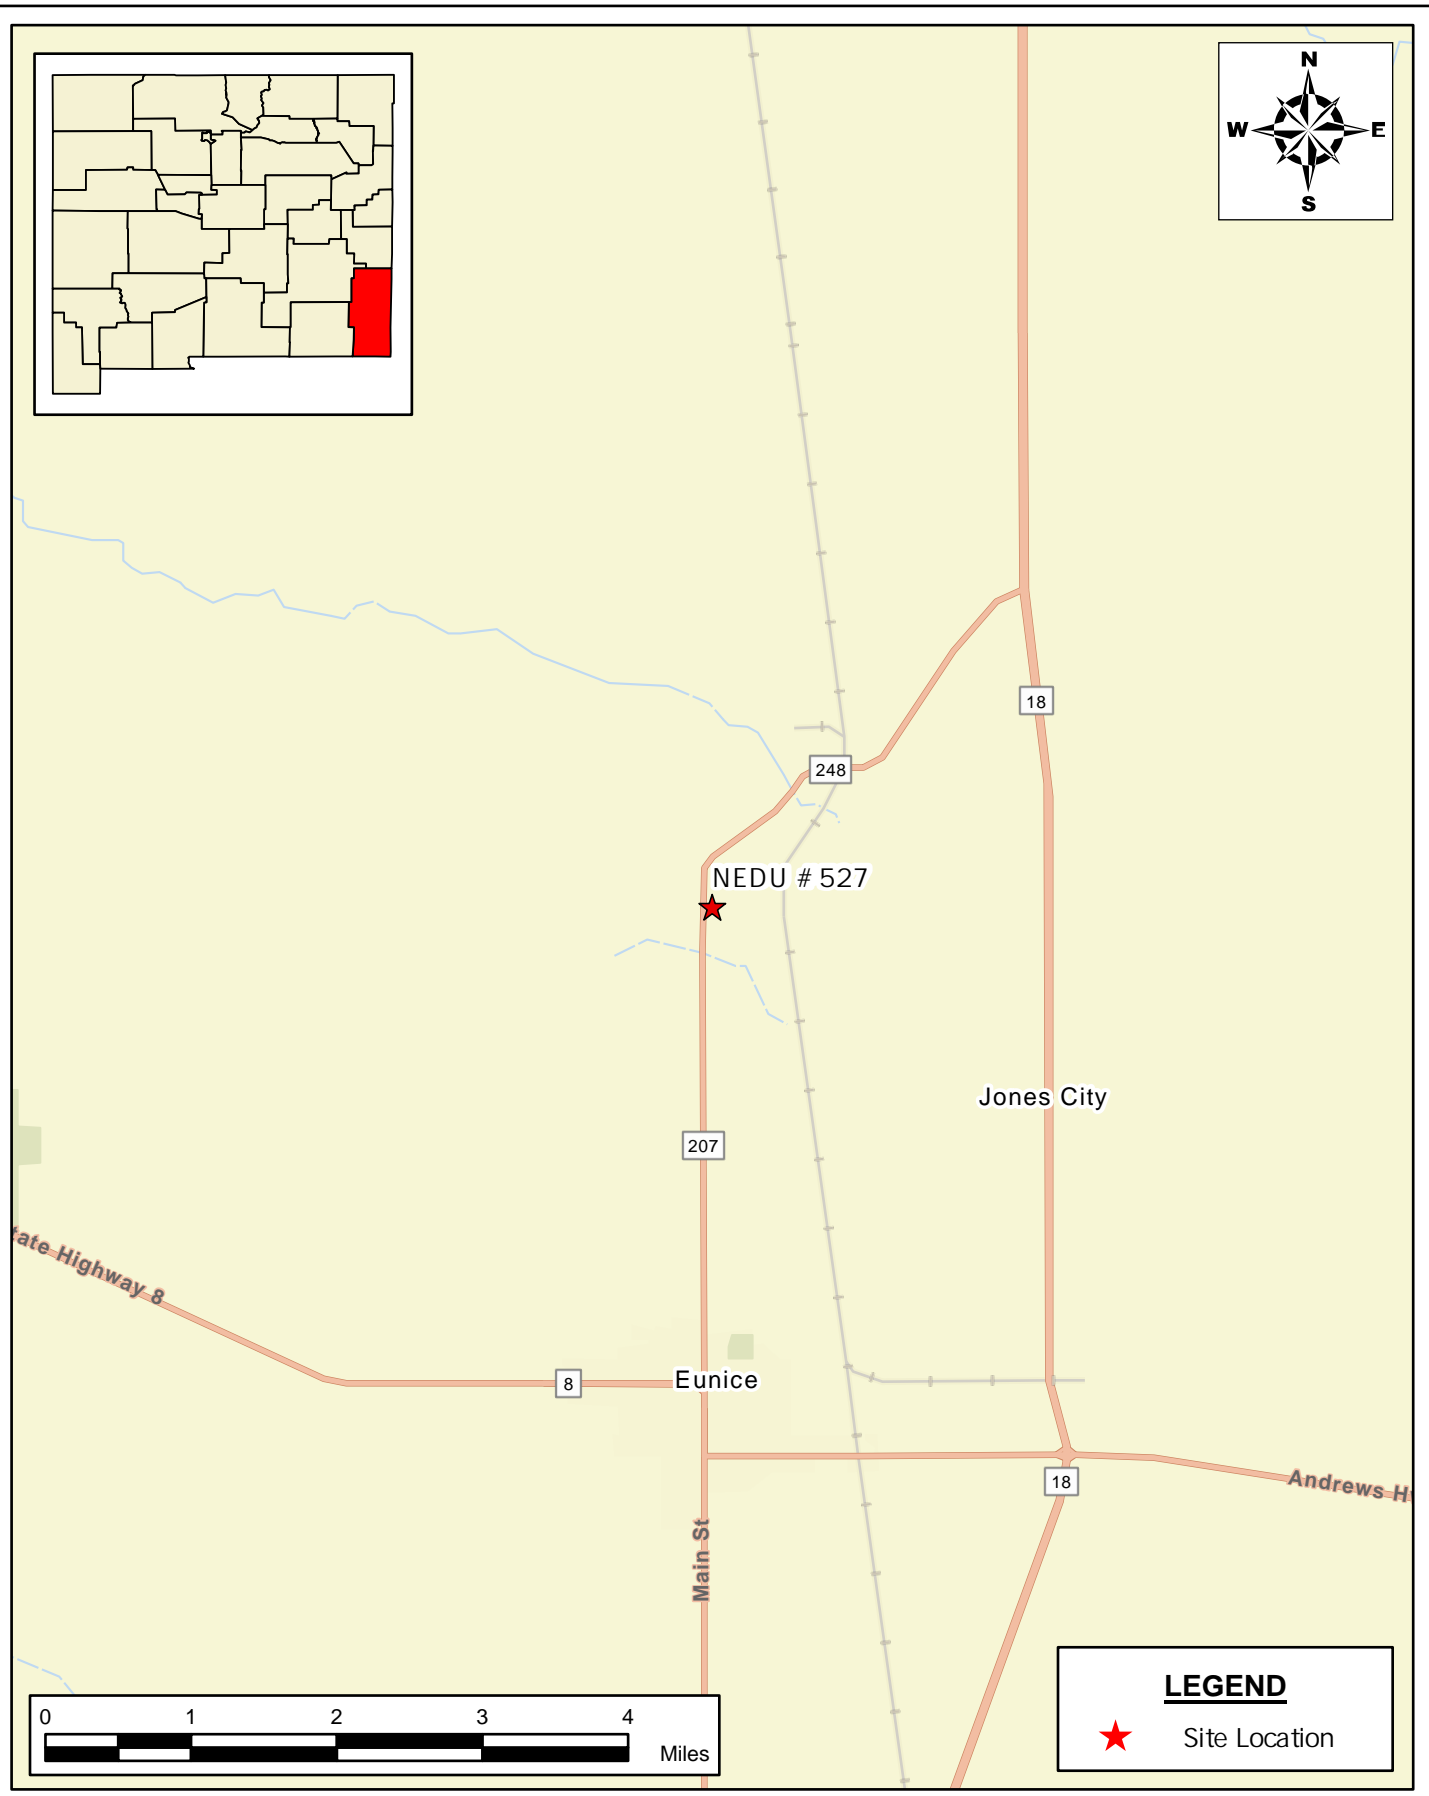 N
W E
S
18
248
NEDU # 527
Jones City
207
tate Highway 8
8
Eunice
18
Andrews H
Main St
LEGEND
Site Location
0 1 2 3 4
Miles